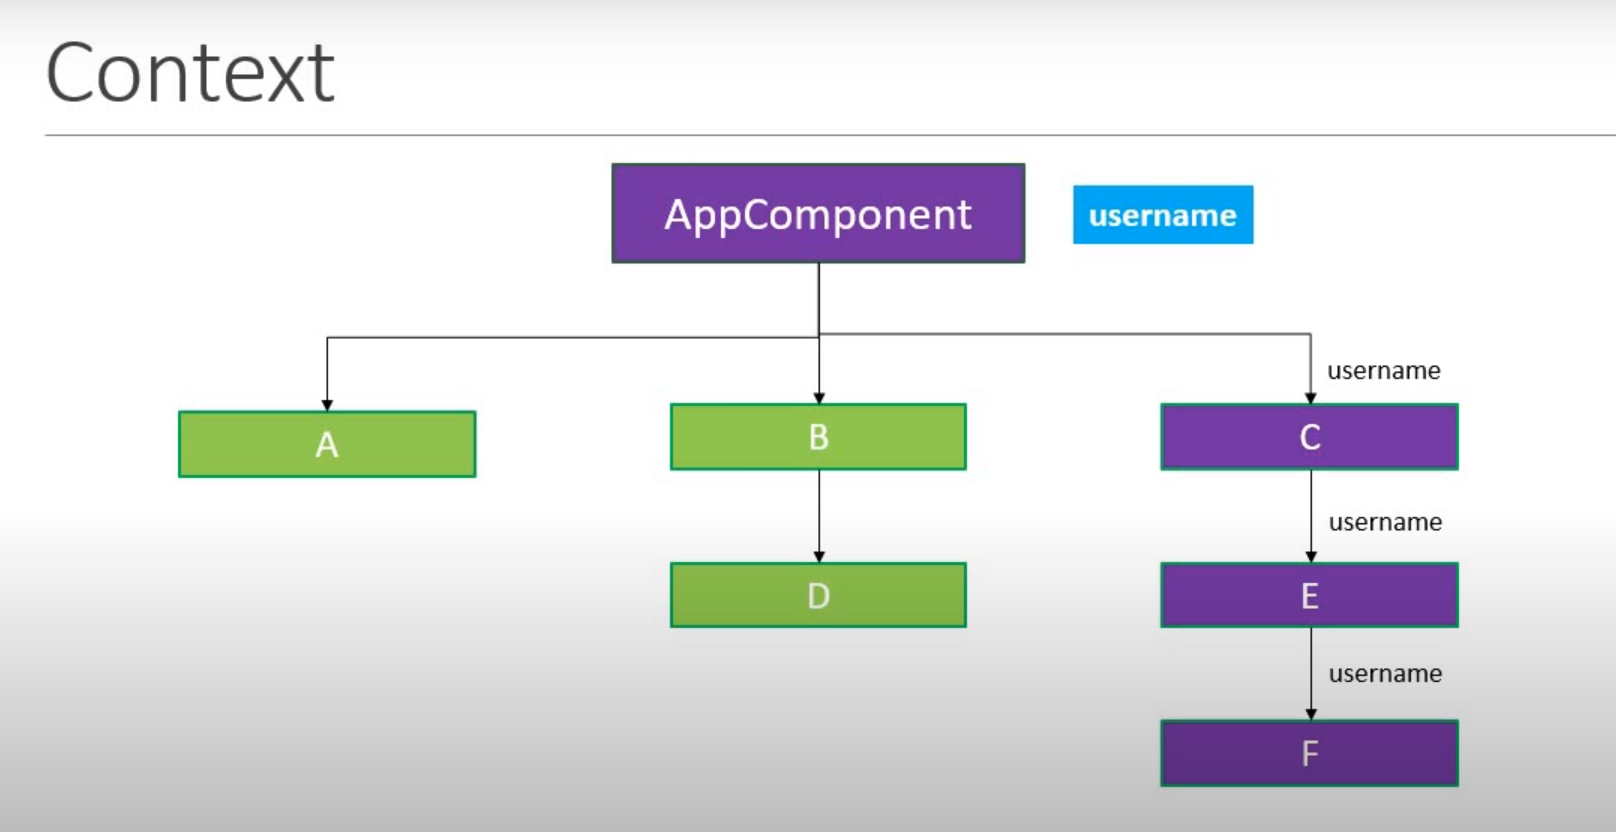 Context
AppComponent
username
username
A
B
C
username
D
E
username
F